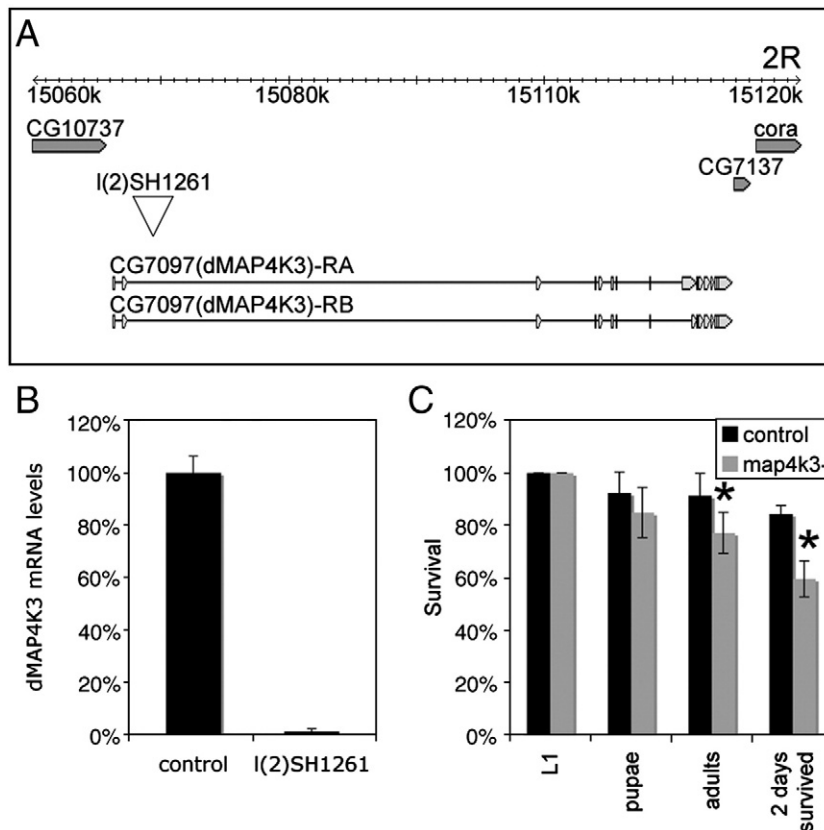 A
2R
15060k 15080k 15110k 15120k
CG10737 cora
CG7137
l(2)SH1261
CG7097(dMAP4K3)-RA
CG7097(dMAP4K3)-RB
B
120%
100%
80%
60%
40%
20%
0%
dMAP4K3 mRNA levels
control l(2)SH1261
C
120%
100%
80%
60%
40%
20%
0%
Survival
control
map4k3-
*
*
L1
pupae
adults
2 days
survived